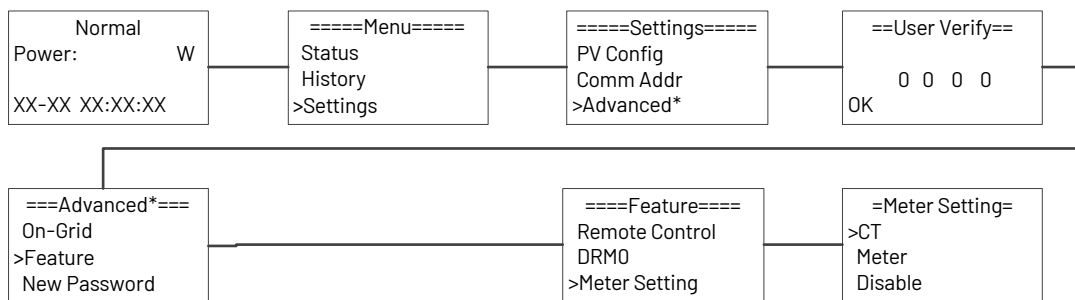 Normal
Power: W
XX-XX XX:XX:XX
=====Menu=====
Status
History
>Settings
=====Settings=====
PV Config
Comm Addr
>Advanced*
==User Verify==
0 0 0 0
OK
===Advanced*===
On-Grid
>Feature
New Password
====Feature====
Remote Control
DRM0
>Meter Setting
=Meter Setting=
>CT
Meter
Disable